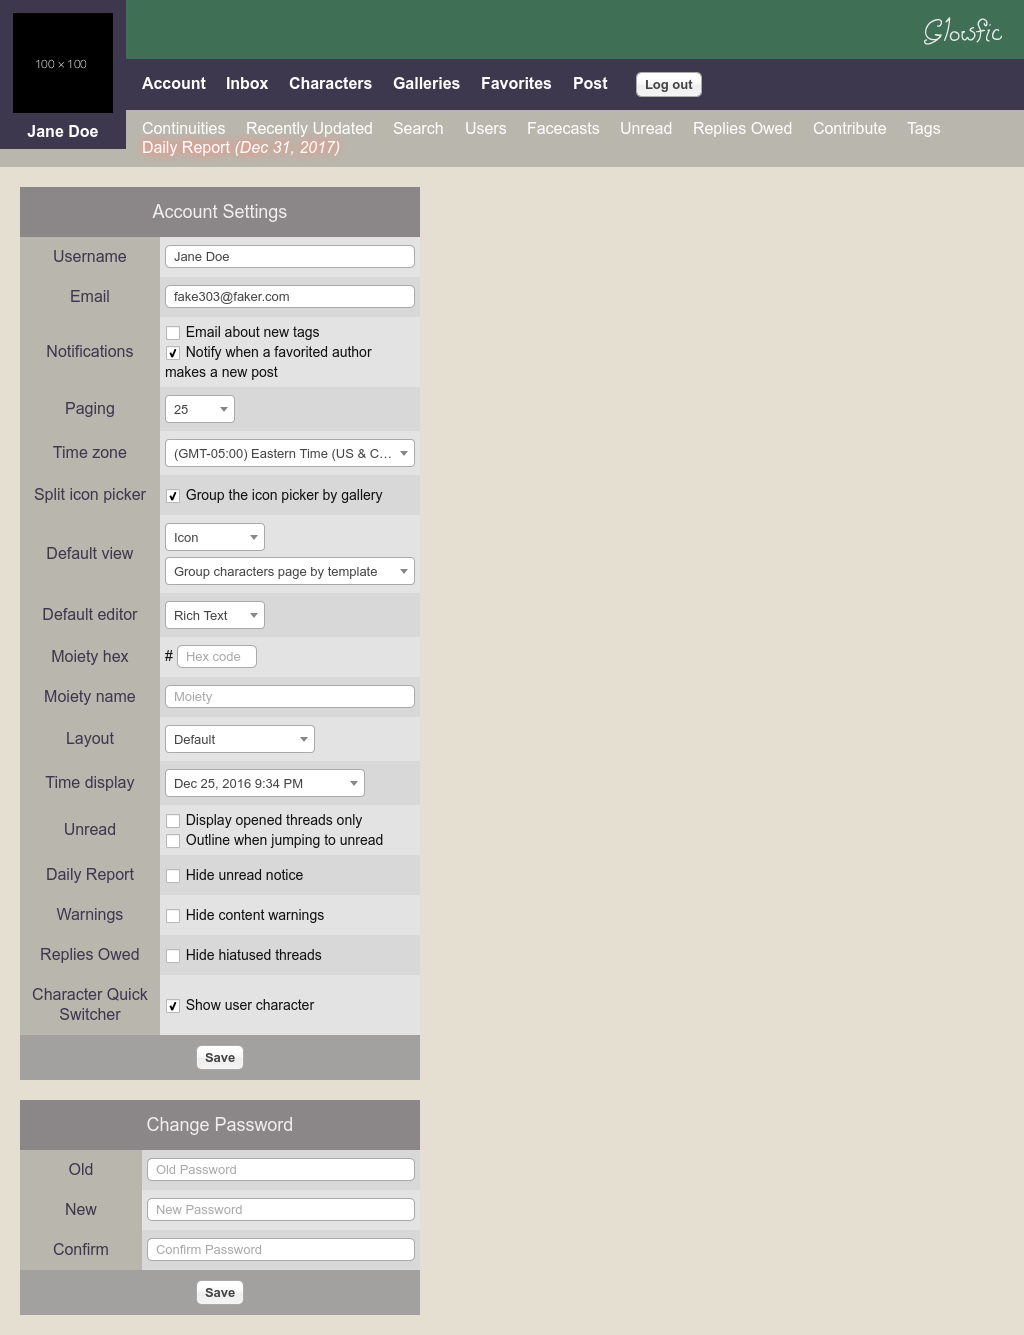 Glowfic
100 × 100
Jane Doe
Account Inbox Characters Galleries Favorites Post Log out
Continuities Recently Updated Search Users Facecasts Unread Replies Owed Contribute Tags
Daily Report (Dec 31, 2017)
Account Settings
Username Jane Doe
Email fake303@faker.com
Notifications
Email about new tags
Notify when a favorited author
makes a new post
Paging 25
Time zone (GMT-05:00) Eastern Time (US & C...
Split icon picker Group the icon picker by gallery
Default view
Icon
Group characters page by template
Default editor Rich Text
Moiety hex # Hex code
Moiety name Moiety
Layout Default
Time display Dec 25, 2016 9:34 PM
Unread
Display opened threads only
Outline when jumping to unread
Daily Report Hide unread notice
Warnings Hide content warnings
Replies Owed Hide hiatused threads
Character Quick
Switcher
Show user character
Save
Change Password
Old Old Password
New New Password
Confirm Confirm Password
Save